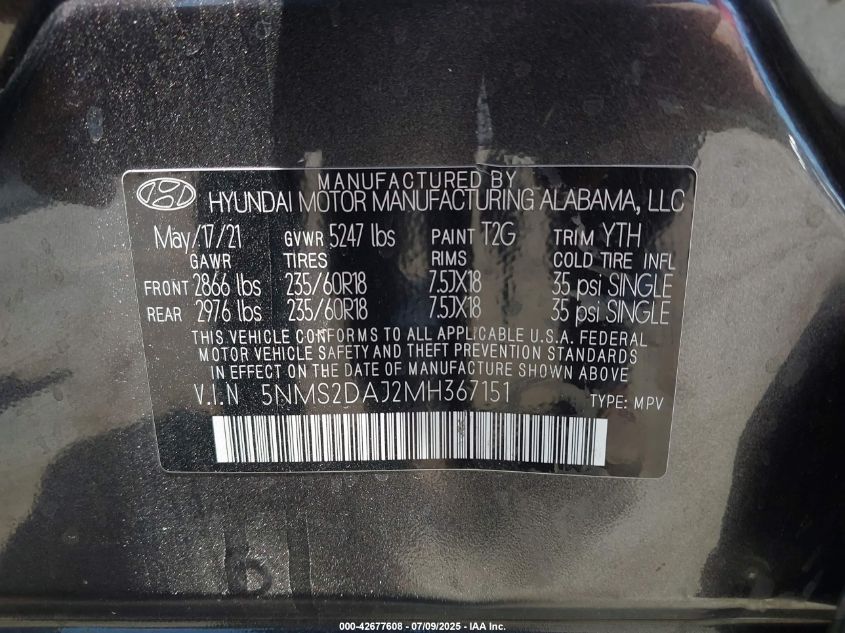 MANUFACTURED BY
HYUNDAI MOTOR MANUFACTURING ALABAMA, LLC
May/17/21 GVWR 5247 lbs PAINT T2G TRIM YTH
GAWR TIRES RIMS COLD TIRE INFL
FRONT 2866 lbs 235/60R18 7.5JX18 35 psi SINGLE
REAR 2976 lbs 235/60R18 7.5JX18 35 psi SINGLE
THIS VEHICLE CONFORMS TO ALL APPLICABLE U.S.A. FEDERAL
MOTOR VEHICLE SAFETY AND THEFT PREVENTION STANDARDS
IN EFFECT ON THE DATE OF MANUFACTURE SHOWN ABOVE
V.I.N 5NMS2DAJ2MH367151 TYPE: MPV
000-42677608 - 07/09/2025 - IAA Inc.